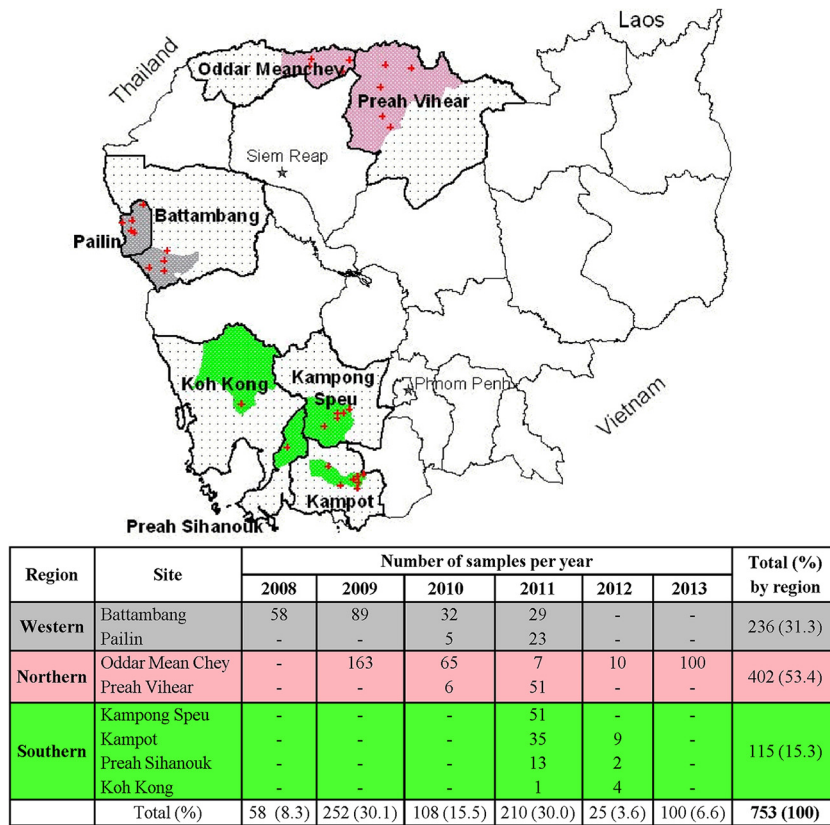 Laos
Thailand
Oddar Meanchey
Preah Vihear
Siem Reap
Battambang
Pailin
Koh Kong
Kampong
Speu
Phnom Penh
Vietnam
Kampot
Preah Sihanouk
Region Site Number of samples per year Total (%)
by region
2008 2009 2010 2011 2012 2013
Western Battambang 58 89 32 29 - - 236 (31.3)
Pailin - - 5 23 - -
Northern Oddar Mean Chey - 163 65 7 10 100 402 (53.4)
Preah Vihear - - 6 51 - -
Southern Kampong Speu - - - 51 - - 115 (15.3)
Kampot - - - 35 9 -
Preah Sihanouk - - - 13 2 -
Koh Kong - - - 1 4 -
Total (%) 58 (8.3) 252 (30.1) 108 (15.5) 210 (30.0) 25 (3.6) 100 (6.6) 753 (100)